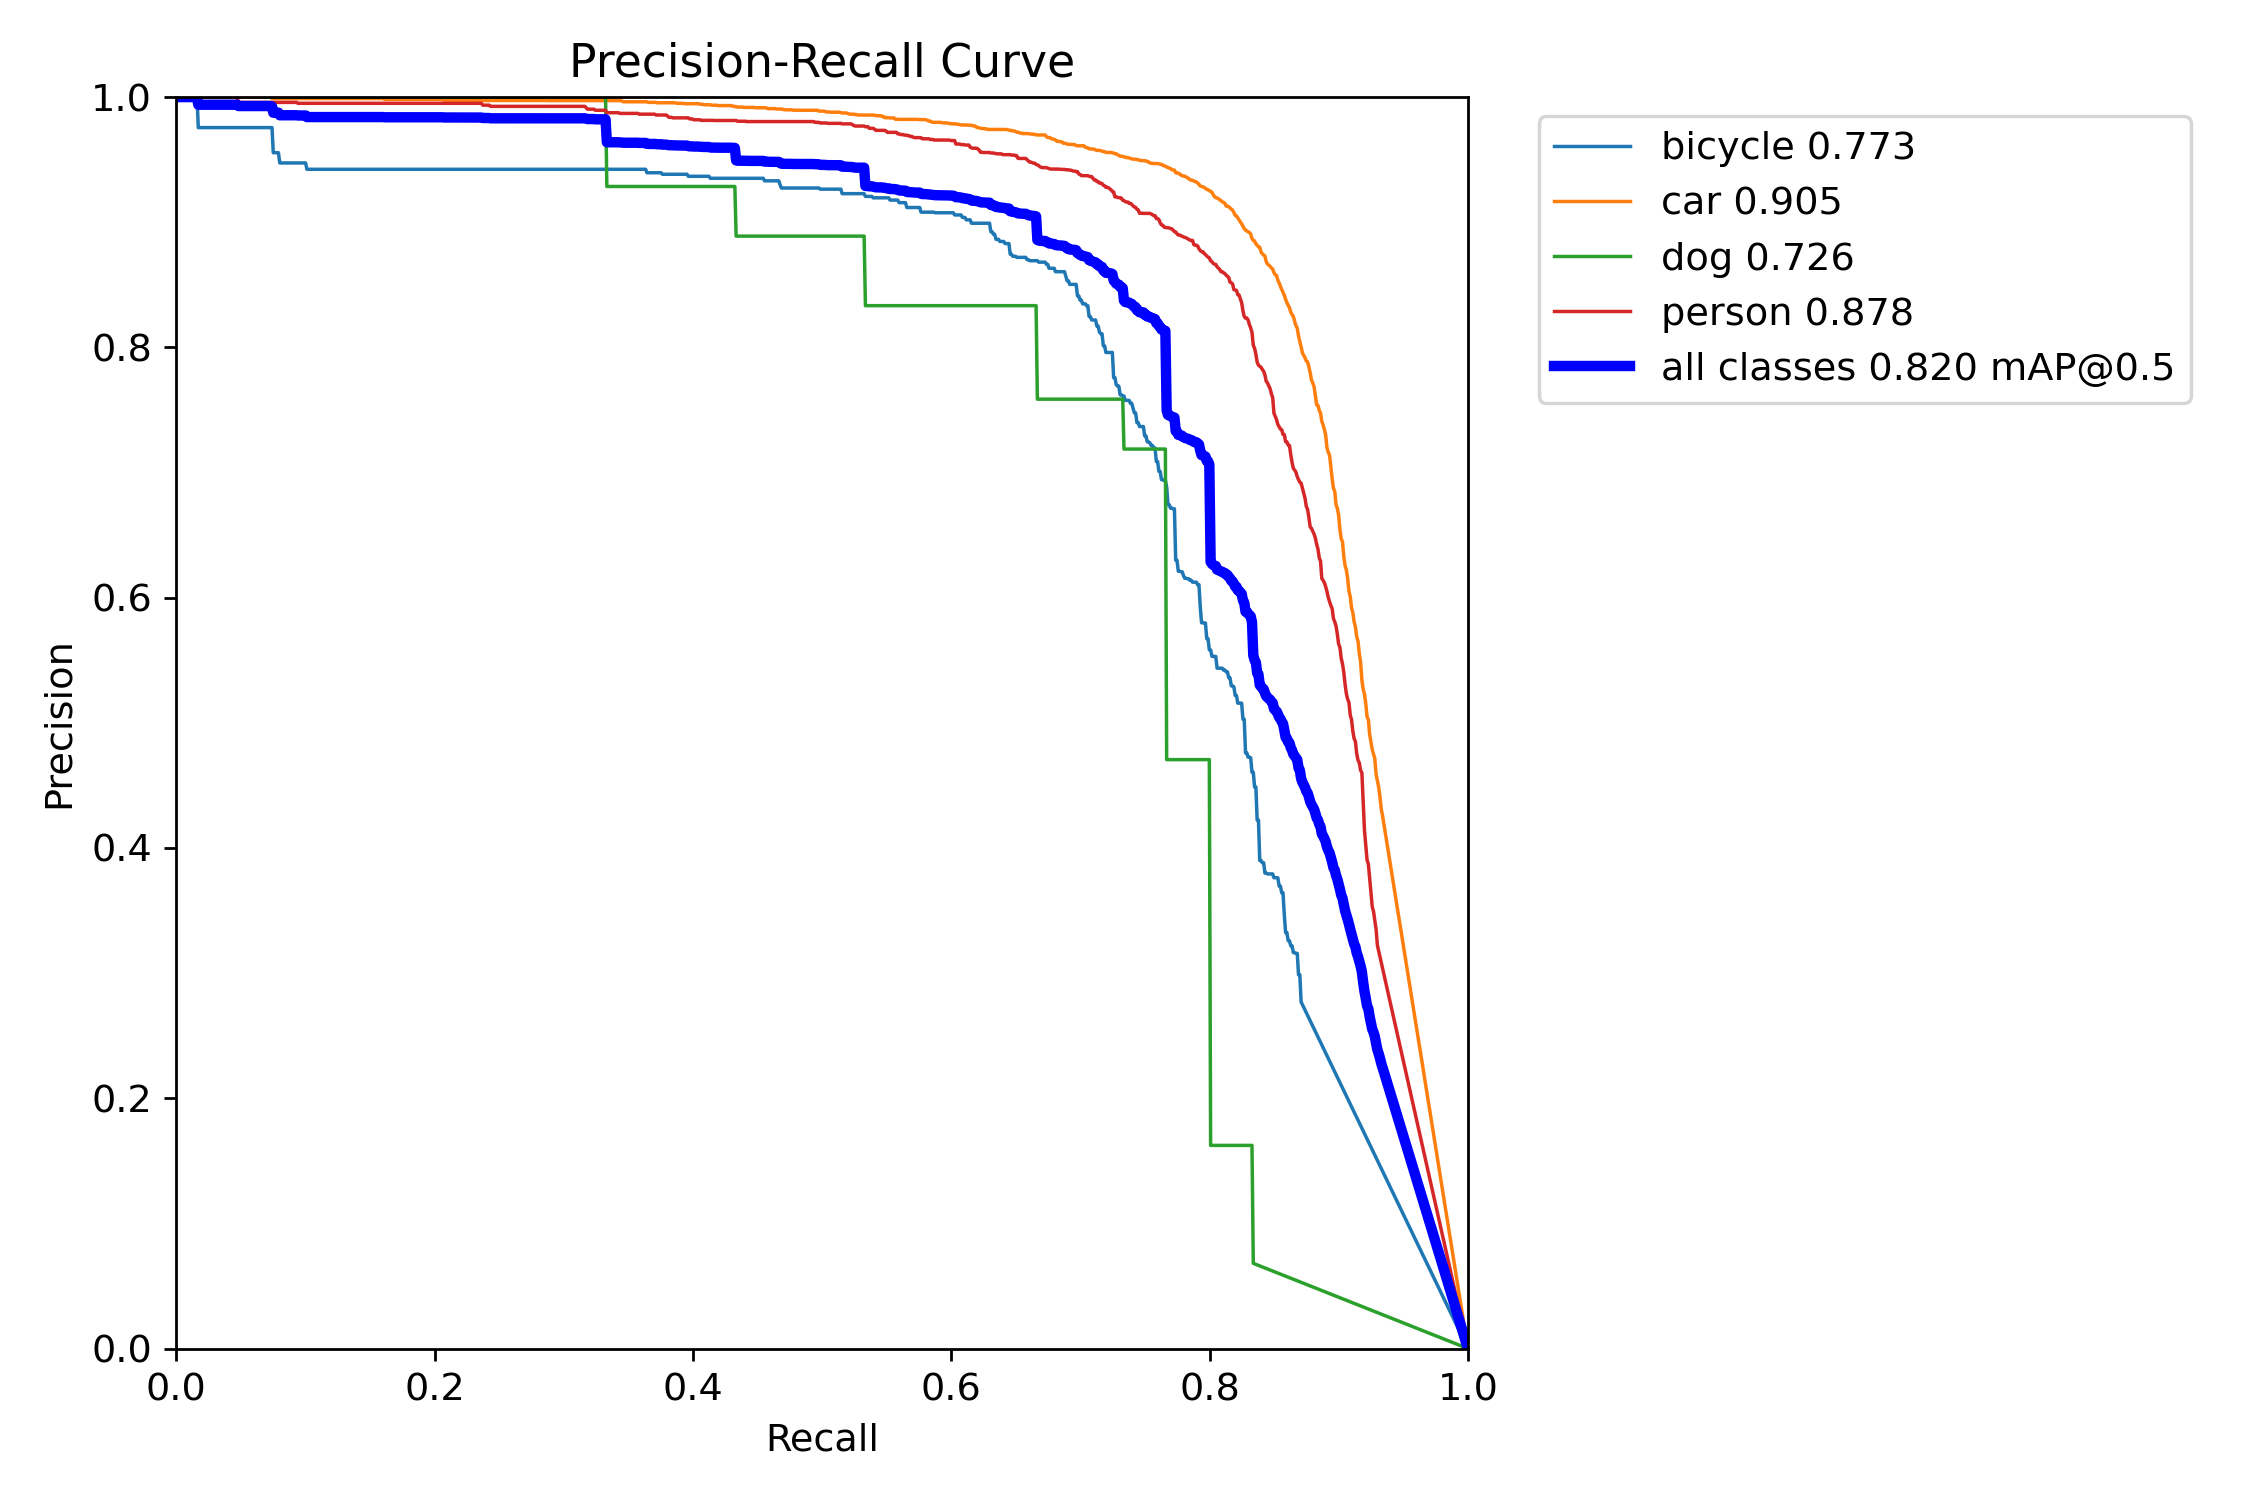 Precision-Recall Curve
1.0
0.8
0.6
0.4
0.2
0.0
Precision
0.0 0.2 0.4 0.6 0.8 1.0
Recall
bicycle 0.773
car 0.905
dog 0.726
person 0.878
all classes 0.820 mAP@0.5